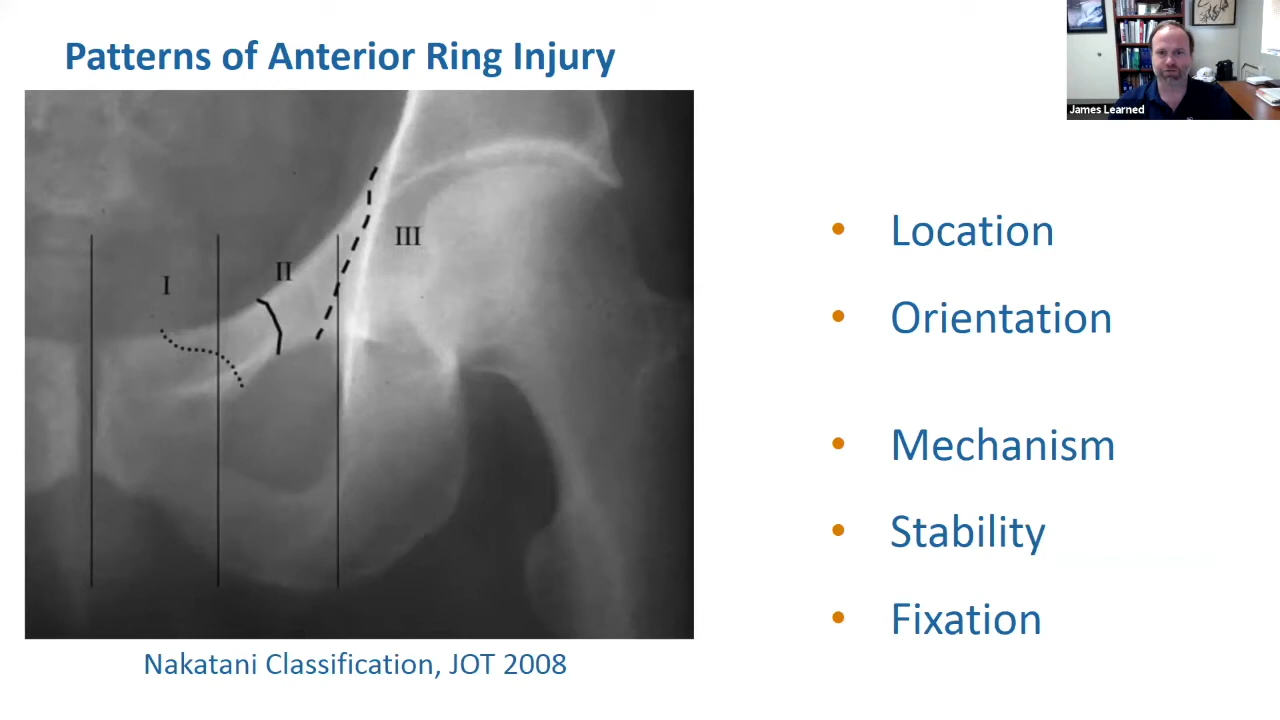 Patterns of Anterior Ring Injury
James Learned
I
II
III
• Location
• Orientation
• Mechanism
• Stability
• Fixation
Nakatani Classification, JOT 2008